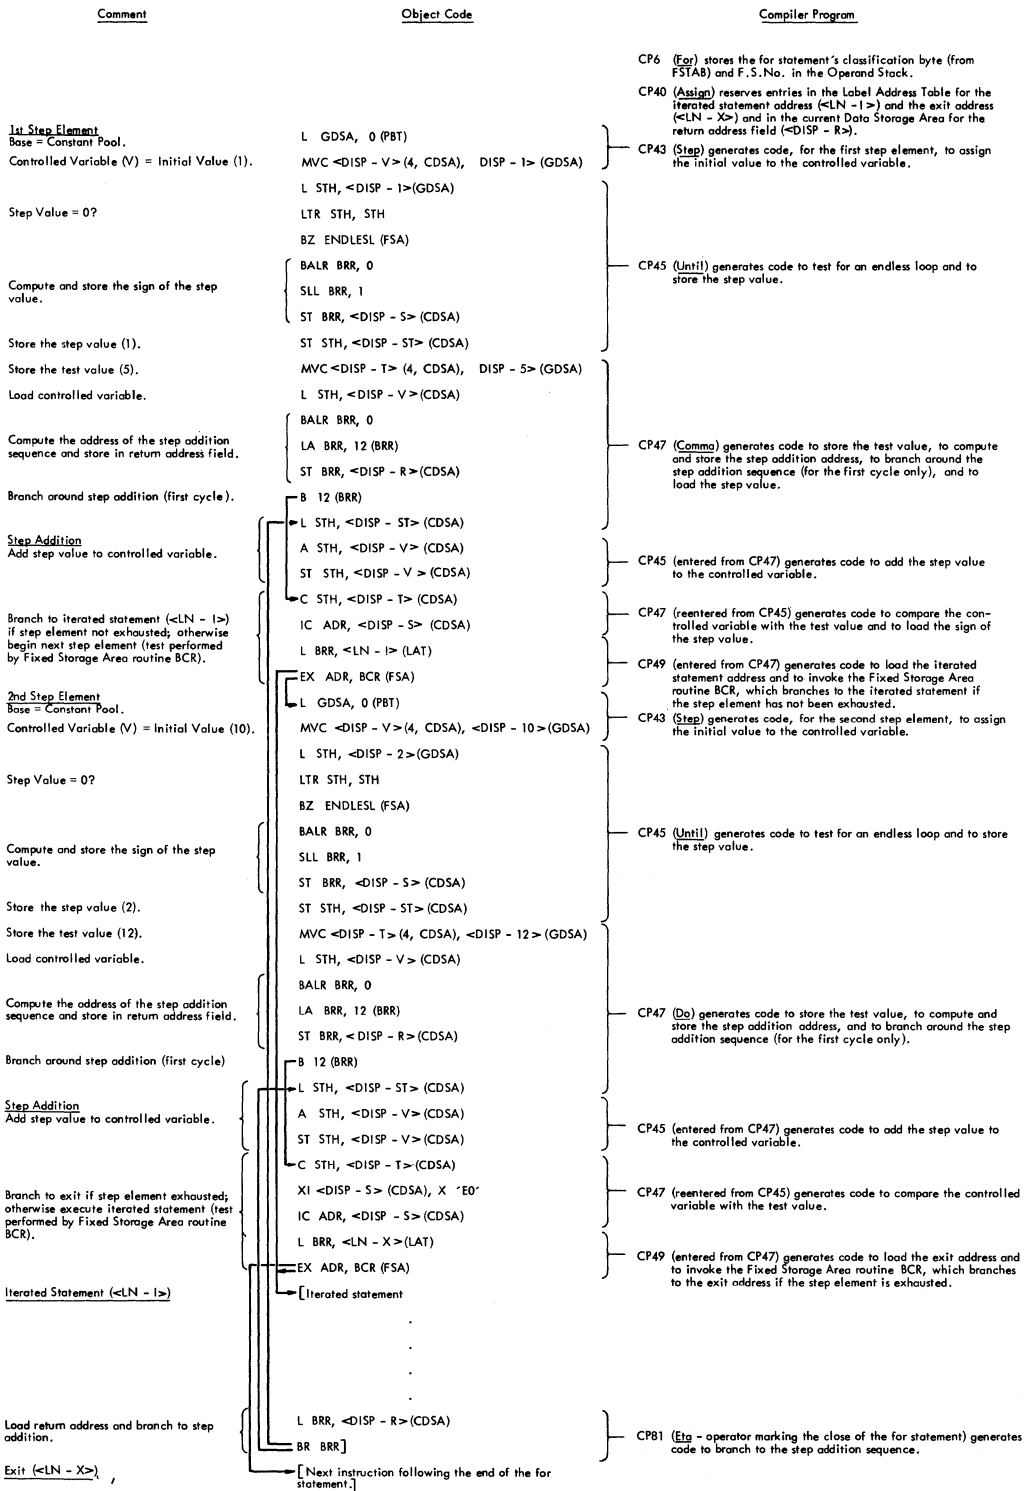 Comment
Object Code
Compiler Program
CP6 (For) stores the for statement's classification byte (from
FSTAB) and F.S.No. in the Operand Stack.
CP40 (Assign) reserves entries in the Label Address Table for the
iterated statement address (<LN - I>) and the exit address
(<LN - X>) and in the current Data Storage Area for the
return address field (<DISP - R>).
1st Step Element
Base = Constant Pool.
L GDSA, 0 (PBT)
Controlled Variable (V) = Initial Value (1).
MVC <DISP - V> (4, CDSA), DISP - 1> (GDSA)
CP43 (Step) generates code, for the first step element, to assign
the initial value to the controlled variable.
L STH, <DISP - 1>(GDSA)
Step Value = 0?
LTR STH, STH
BZ ENDLESL (FSA)
BALR BRR, 0
CP45 (Until) generates code to test for an endless loop and to
store the step value.
Compute and store the sign of the step
value.
SLL BRR, 1
ST BRR, <DISP - S> (CDSA)
Store the step value (1).
ST STH, <DISP - ST> (CDSA)
Store the test value (5).
MVC <DISP - T> (4, CDSA), DISP - 5> (GDSA)
Load controlled variable.
L STH, <DISP - V> (CDSA)
BALR BRR, 0
Compute the address of the step addition
sequence and store in return address field.
LA BRR, 12 (BRR)
CP47 (Comma) generates code to store the test value, to compute
and store the step addition address, to branch around the
step addition sequence (for the first cycle only), and to
load the step value.
ST BRR, <DISP - R> (CDSA)
Branch around step addition (first cycle).
B 12 (BRR)
L STH, <DISP - ST> (CDSA)
Step Addition
Add step value to controlled variable.
A STH, <DISP - V> (CDSA)
CP45 (entered from CP47) generates code to add the step value
to the controlled variable.
ST STH, <DISP - V > (CDSA)
C STH, <DISP - T> (CDSA)
Branch to iterated statement (<LN - I>)
if step element not exhausted; otherwise
begin next step element (test performed
by Fixed Storage Area routine BCR).
IC ADR, <DISP - S> (CDSA)
CP47 (reentered from CP45) generates code to compare the con-
trolled variable with the test value and to load the sign of
the step value.
L BRR, <LN - I> (LAT)
EX ADR, BCR (FSA)
CP49 (entered from CP47) generates code to load the iterated
statement address and to invoke the Fixed Storage Area
routine BCR, which branches to the iterated statement if
the step element has not been exhausted.
2nd Step Element
Base = Constant Pool.
L GDSA, 0 (PBT)
Controlled Variable (V) = Initial Value (10).
MVC <DISP - V> (4, CDSA), <DISP - 10> (GDSA)
CP43 (Step) generates code, for the second step element, to assign
the initial value to the controlled variable.
L STH, <DISP - 2> (GDSA)
Step Value = 0?
LTR STH, STH
BZ ENDLESL (FSA)
BALR BRR, 0
CP45 (Until) generates code to test for an endless loop and to store
the step value.
Compute and store the sign of the step
value.
SLL BRR, 1
ST BRR, <DISP - S> (CDSA)
Store the step value (2).
ST STH, <DISP - ST> (CDSA)
Store the test value (12).
MVC <DISP - T> (4, CDSA), <DISP - 12> (GDSA)
Load controlled variable.
L STH, <DISP - V> (CDSA)
BALR BRR, 0
Compute the address of the step addition
sequence and store in return address field.
LA BRR, 12 (BRR)
CP47 (Do) generates code to store the test value, to compute and
store the step addition address, and to branch around the step
addition sequence (for the first cycle only).
ST BRR, < DISP - R> (CDSA)
Branch around step addition (first cycle)
B 12 (BRR)
L STH, <DISP - ST> (CDSA)
Step Addition
Add step value to controlled variable.
A STH, <DISP - V> (CDSA)
CP45 (entered from CP47) generates code to add the step value to
the controlled variable.
ST STH, <DISP - V> (CDSA)
C STH, <DISP - T> (CDSA)
Branch to exit if step element exhausted;
otherwise execute iterated statement (test
performed by Fixed Storage Area routine
BCR).
XI <DISP - S> (CDSA), X 'E0'
CP47 (reentered from CP45) generates code to compare the controlled
variable with the test value.
IC ADR, <DISP - S> (CDSA)
L BRR, <LN - X> (LAT)
CP49 (entered from CP47) generates code to load the exit address and
to invoke the Fixed Storage Area routine BCR, which branches
to the exit address if the step element is exhausted.
EX ADR, BCR (FSA)
Iterated Statement (<LN - I>)
[Iterated statement
.
.
.
.
Load return address and branch to step
addition.
L BRR, <DISP - R> (CDSA)
BR BRR]
CP81 (Eta - operator marking the close of the for statement) generates
code to branch to the step addition sequence.
Exit (<LN - X>)
[Next instruction following the end of the for
statement.]